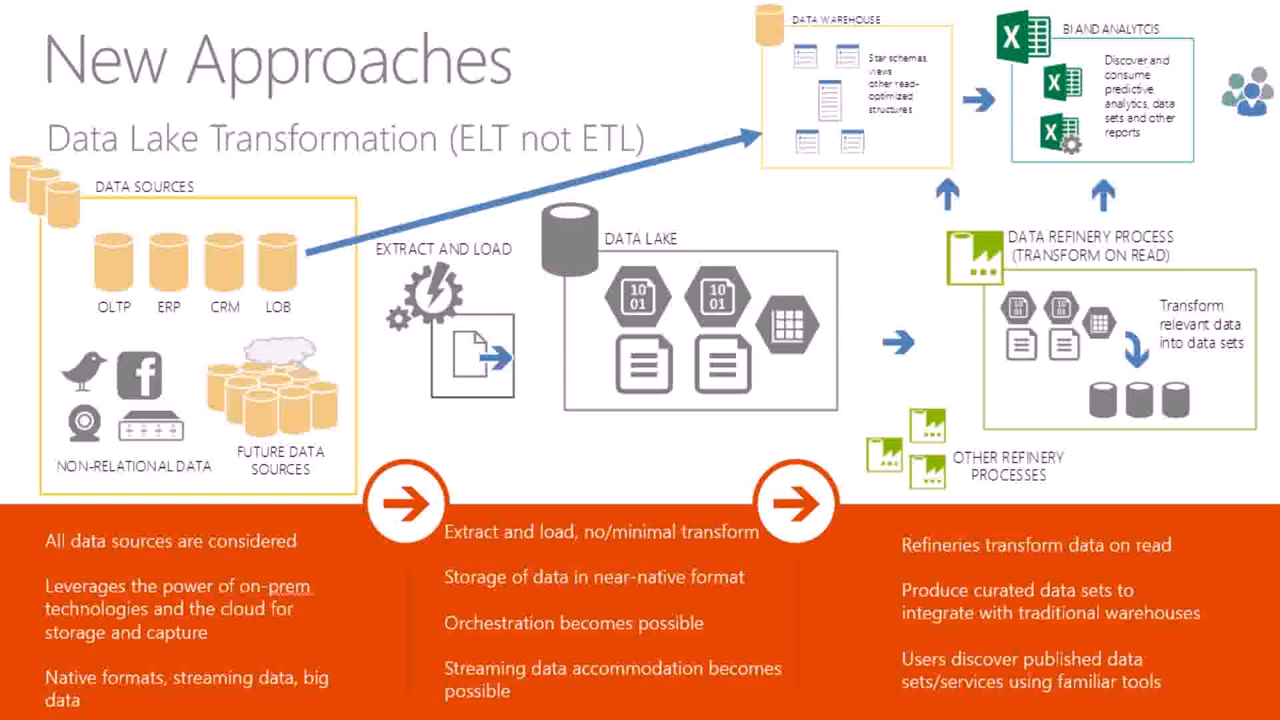 New Approaches
Data Lake Transformation (ELT not ETL)
DATA SOURCES
OLTP
ERP
CRM
LOB
NON-RELATIONAL DATA
FUTURE DATA
SOURCES
EXTRACT AND LOAD
DATA LAKE
10
01
10
01
DATA WAREHOUSE
Star schemas,
views
other read-
optimized
structures
BI AND ANALYTCIS
Discover and
consume
predictive
analytics, data
sets and other
reports
DATA REFINERY PROCESS
(TRANSFORM ON READ)
10
01
10
01
Transform
relevant data
into data sets
OTHER REFINERY
PROCESSES
All data sources are considered
Leverages the power of on-prem
technologies and the cloud for
storage and capture
Native formats, streaming data, big
data
Extract and load, no/minimal transform
Storage of data in near-native format
Orchestration becomes possible
Streaming data accommodation becomes
possible
Refineries transform data on read
Produce curated data sets to
integrate with traditional warehouses
Users discover published data
sets/services using familiar tools